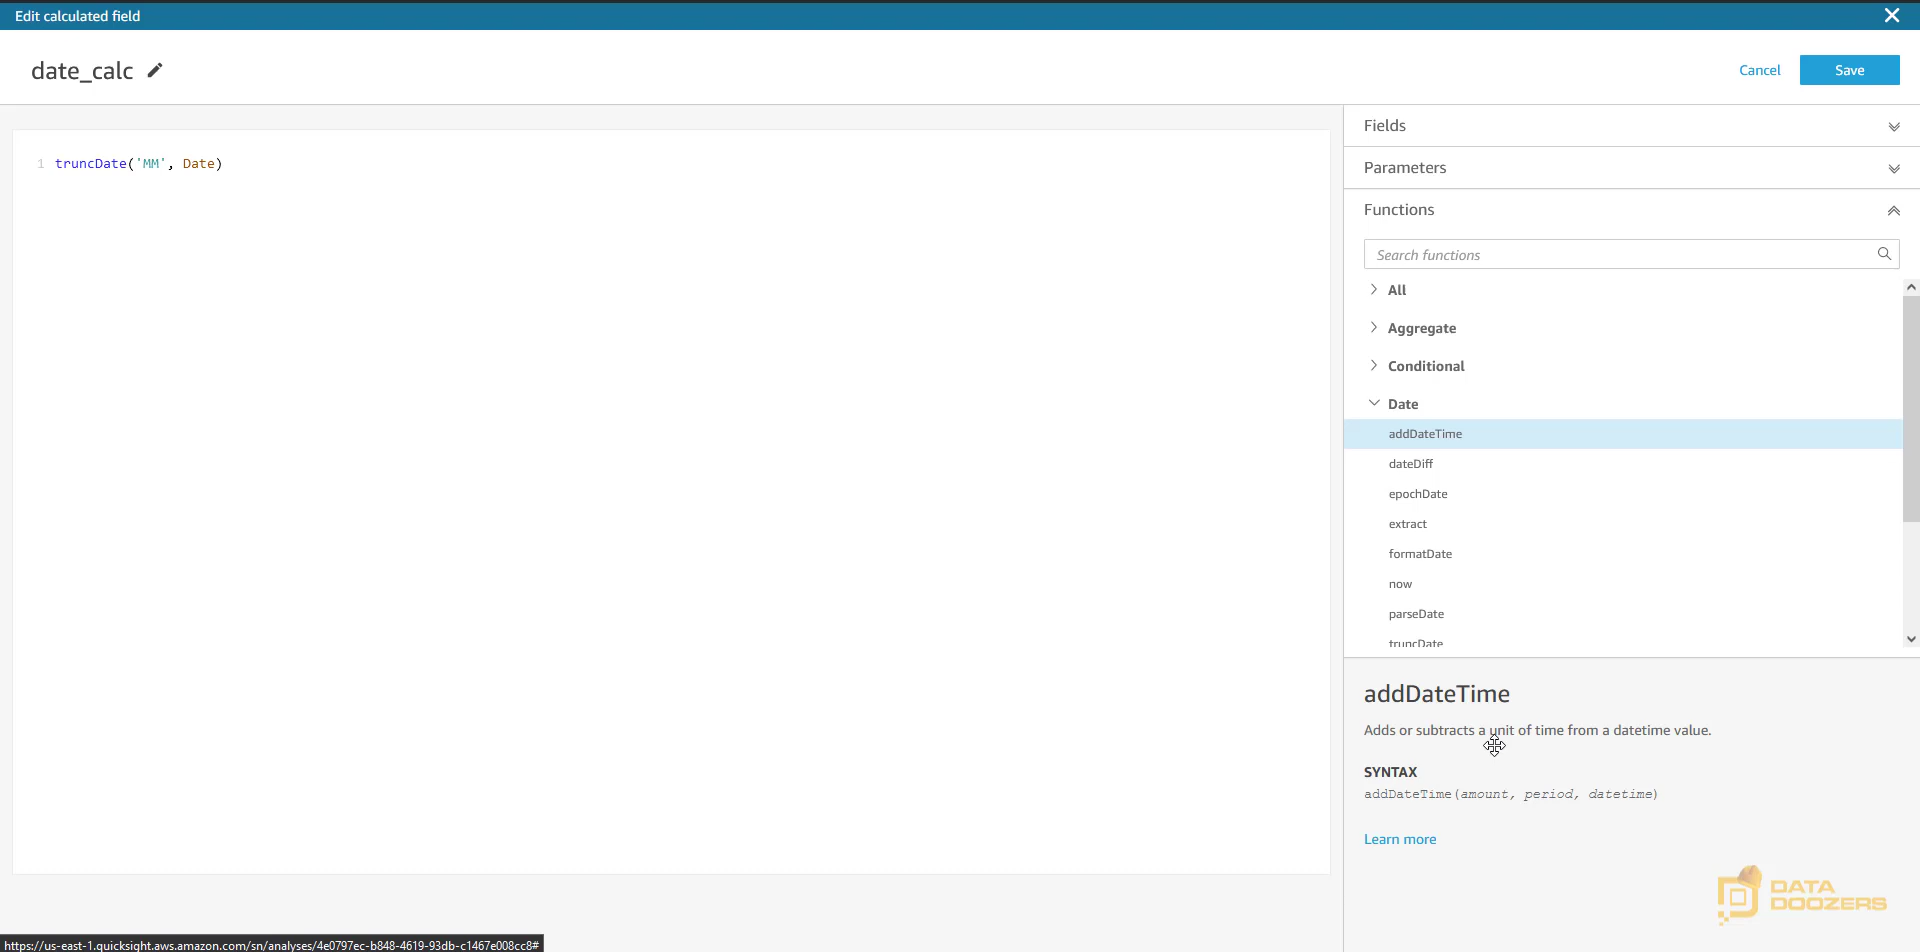 Edit calculated field
date_calc
Cancel
Save
1 truncDate('MM', Date)
Fields
Parameters
Functions
Search functions
All
Aggregate
Conditional
Date
addDateTime
dateDiff
epochDate
extract
formatDate
now
parseDate
truncDate
addDateTime
Adds or subtracts a unit of time from a datetime value.
SYNTAX
addDateTime(amount, period, datetime)
Learn more
DATA
DOOZERS
https://us-east-1.quicksight.aws.amazon.com/sn/analyses/4e0797ec-b848-4619-93db-c1467e008cc8#